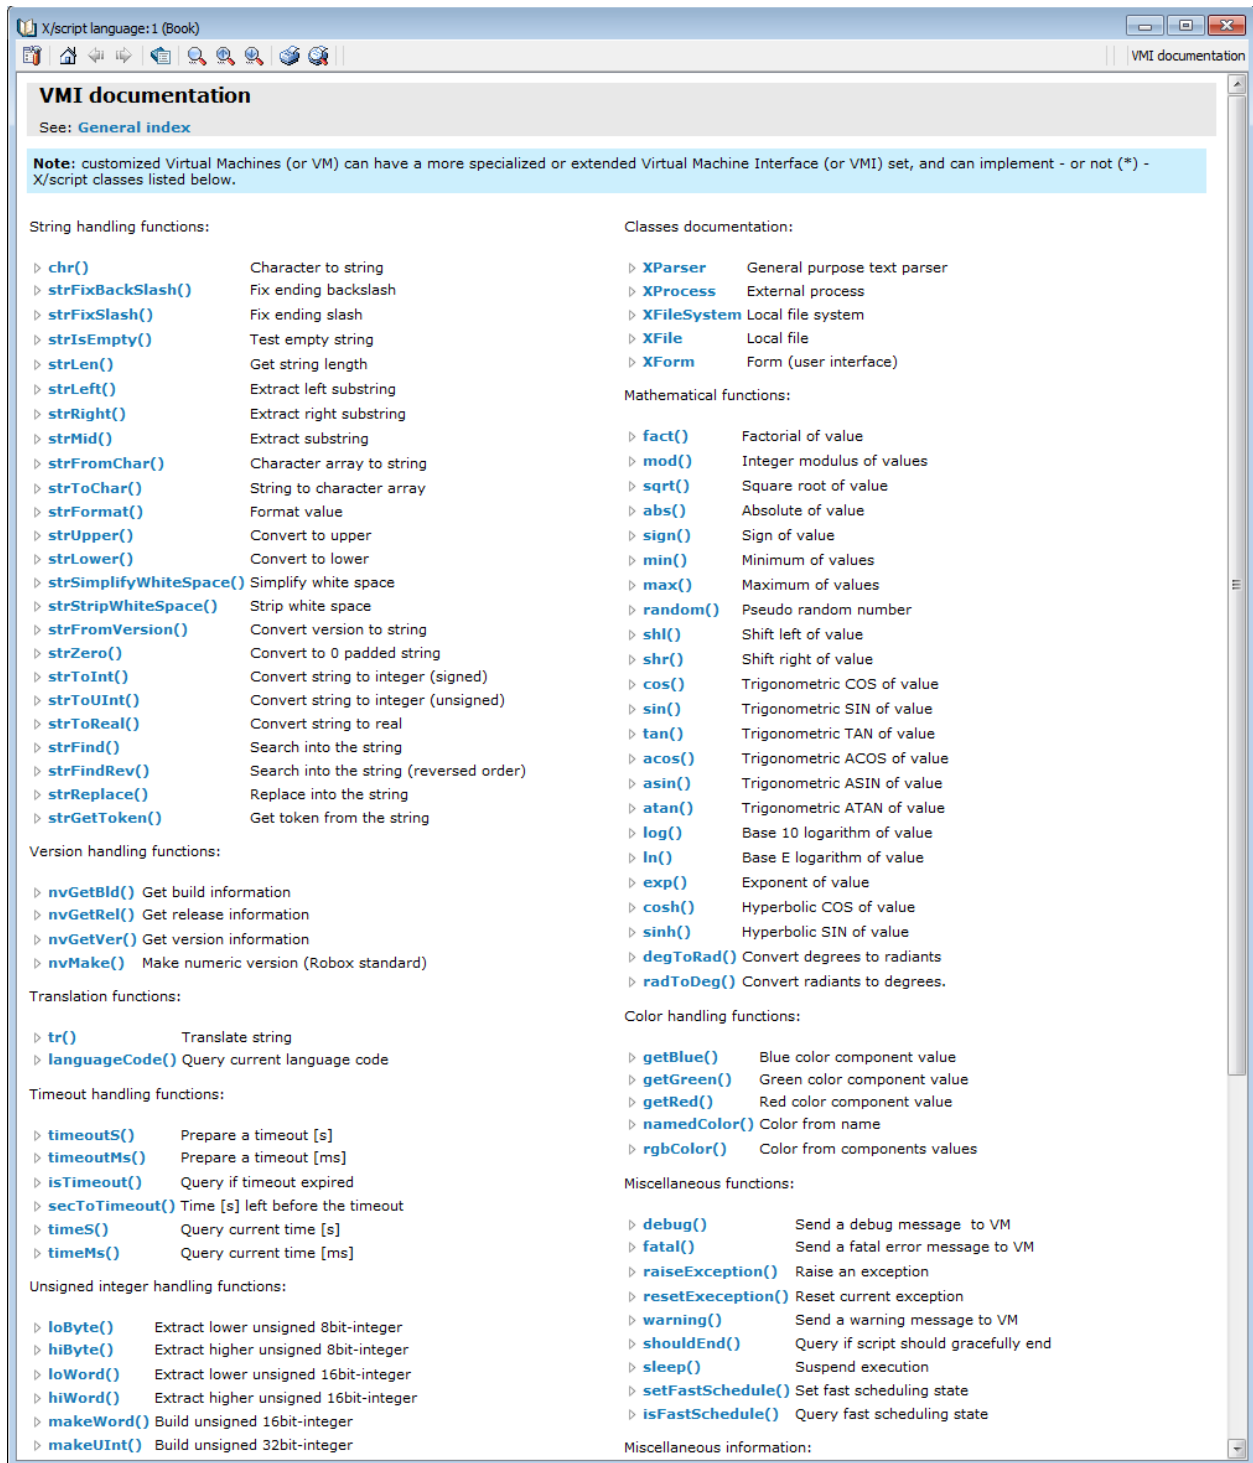 X/script language:1 (Book)
VMI documentation
VMI documentation
See: General index
Note: customized Virtual Machines (or VM) can have a more specialized or extended Virtual Machine Interface (or VMI) set, and can implement - or not (*) -
X/script classes listed below.
String handling functions:
chr() Character to string
strFixBackSlash() Fix ending backslash
strFixSlash() Fix ending slash
strIsEmpty() Test empty string
strLen() Get string length
strLeft() Extract left substring
strRight() Extract right substring
strMid() Extract substring
strFromChar() Character array to string
strToChar() String to character array
strFormat() Format value
strUpper() Convert to upper
strLower() Convert to lower
strSimplifyWhiteSpace() Simplify white space
strStripWhiteSpace() Strip white space
strFromVersion() Convert version to string
strZero() Convert to 0 padded string
strToInt() Convert string to integer (signed)
strToUInt() Convert string to integer (unsigned)
strToReal() Convert string to real
strFind() Search into the string
strFindRev() Search into the string (reversed order)
strReplace() Replace into the string
strGetToken() Get token from the string
Version handling functions:
nvGetBld() Get build information
nvGetRel() Get release information
nvGetVer() Get version information
nvMake() Make numeric version (Robox standard)
Translation functions:
tr() Translate string
languageCode() Query current language code
Timeout handling functions:
timeoutS() Prepare a timeout [s]
timeoutMs() Prepare a timeout [ms]
isTimeout() Query if timeout expired
secToTimeout() Time [s] left before the timeout
timeS() Query current time [s]
timeMs() Query current time [ms]
Unsigned integer handling functions:
loByte() Extract lower unsigned 8bit-integer
hiByte() Extract higher unsigned 8bit-integer
loWord() Extract lower unsigned 16bit-integer
hiWord() Extract higher unsigned 16bit-integer
makeWord() Build unsigned 16bit-integer
makeUInt() Build unsigned 32bit-integer
Classes documentation:
XParser General purpose text parser
XProcess External process
XFileSystem Local file system
XFile Local file
XForm Form (user interface)
Mathematical functions:
fact() Factorial of value
mod() Integer modulus of values
sqrt() Square root of value
abs() Absolute of value
sign() Sign of value
min() Minimum of values
max() Maximum of values
random() Pseudo random number
shl() Shift left of value
shr() Shift right of value
cos() Trigonometric COS of value
sin() Trigonometric SIN of value
tan() Trigonometric TAN of value
acos() Trigonometric ACOS of value
asin() Trigonometric ASIN of value
atan() Trigonometric ATAN of value
log() Base 10 logarithm of value
ln() Base E logarithm of value
exp() Exponent of value
cosh() Hyperbolic COS of value
sinh() Hyperbolic SIN of value
degToRad() Convert degrees to radiants
radToDeg() Convert radiants to degrees.
Color handling functions:
getBlue() Blue color component value
getGreen() Green color component value
getRed() Red color component value
namedColor() Color from name
rgbColor() Color from components values
Miscellaneous functions:
debug() Send a debug message to VM
fatal() Send a fatal error message to VM
raiseException() Raise an exception
resetExeception() Reset current exception
warning() Send a warning message to VM
shouldEnd() Query if script should gracefully end
sleep() Suspend execution
setFastSchedule() Set fast scheduling state
isFastSchedule() Query fast scheduling state
Miscellaneous information: